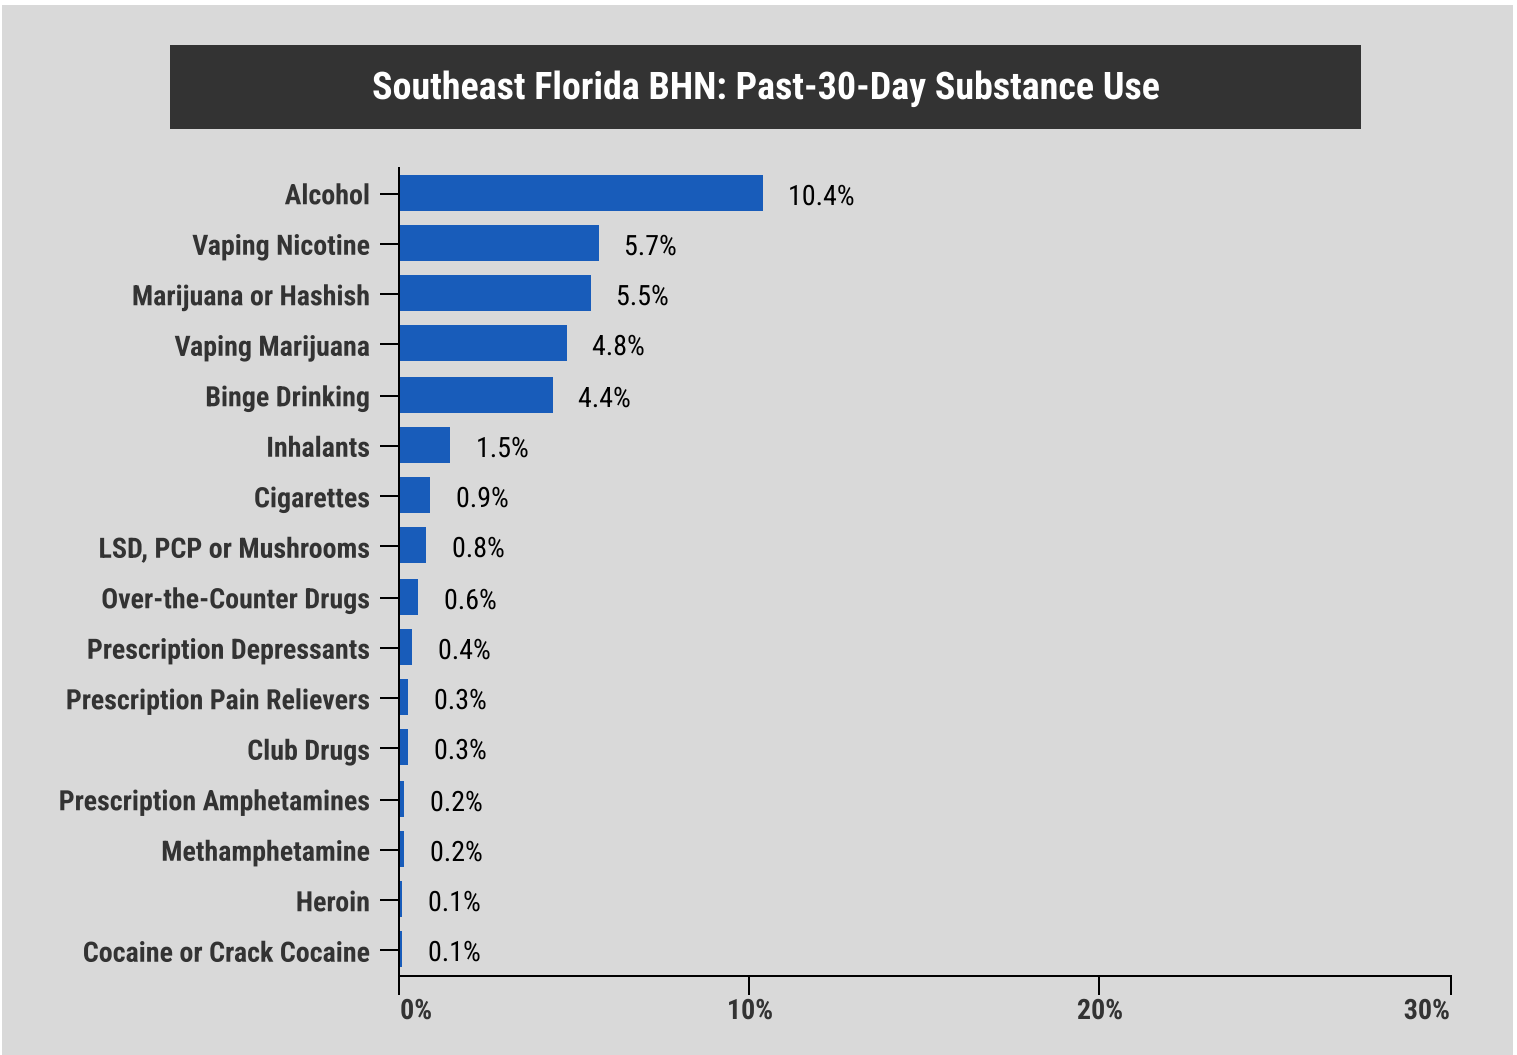 Southeast Florida BHN: Past-30-Day Substance Use
Alcohol 10.4%
Vaping Nicotine 5.7%
Marijuana or Hashish 5.5%
Vaping Marijuana 4.8%
Binge Drinking 4.4%
Inhalants 1.5%
Cigarettes 0.9%
LSD, PCP or Mushrooms 0.8%
Over-the-Counter Drugs 0.6%
Prescription Depressants 0.4%
Prescription Pain Relievers 0.3%
Club Drugs 0.3%
Prescription Amphetamines 0.2%
Methamphetamine 0.2%
Heroin 0.1%
Cocaine or Crack Cocaine 0.1%
0% 10% 20% 30%